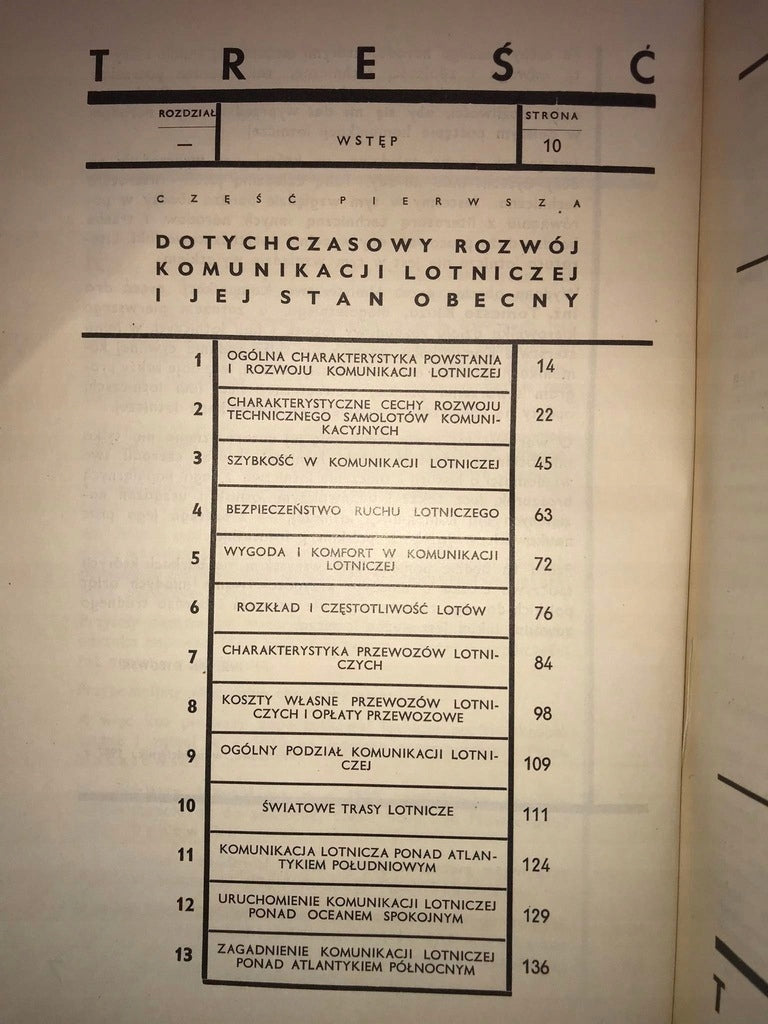 TREŚĆ
ROZDZIAŁ
STRONA
—
WSTĘP
10
CZĘŚĆ PIERWSZA
DOTYCHCZASOWY ROZWÓJ
KOMUNIKACJI LOTNICZEJ
I JEJ STAN OBECNY
1 OGÓLNA CHARAKTERYSTYKA POWSTANIA 14
I ROZWOJU KOMUNIKACJI LOTNICZEJ
2 CHARAKTERYSTYCZNE CECHY ROZWOJU 22
TECHNICZNEGO SAMOLOTÓW KOMUNI-
KACYJNYCH
3 SZYBKOŚĆ W KOMUNIKACJI LOTNICZEJ 45
4 BEZPIECZEŃSTWO RUCHU LOTNICZEGO 63
5 WYGODA I KOMFORT W KOMUNIKACJI 72
LOTNICZEJ
6 ROZKŁAD I CZĘSTOTLIWOŚĆ LOTÓW 76
7 CHARAKTERYSTYKA PRZEWOZÓW LOTNI- 84
CZYCH
8 KOSZTY WŁASNE PRZEWOZÓW LOTNI- 98
CZYCH I OPŁATY PRZEWOZOWE
9 OGÓLNY PODZIAŁ KOMUNIKACJI LOTNI- 109
CZEJ
10 ŚWIATOWE TRASY LOTNICZE 111
11 KOMUNIKACJA LOTNICZA PONAD ATLAN- 124
TYKIEM POŁUDNIOWYM
12 URUCHOMIENIE KOMUNIKACJI LOTNICZEJ 129
PONAD OCEANEM SPOKOJNYM
13 ZAGADNIENIE KOMUNIKACJI LOTNICZEJ 136
PONAD ATLANTYKIEM PÓŁNOCNYM